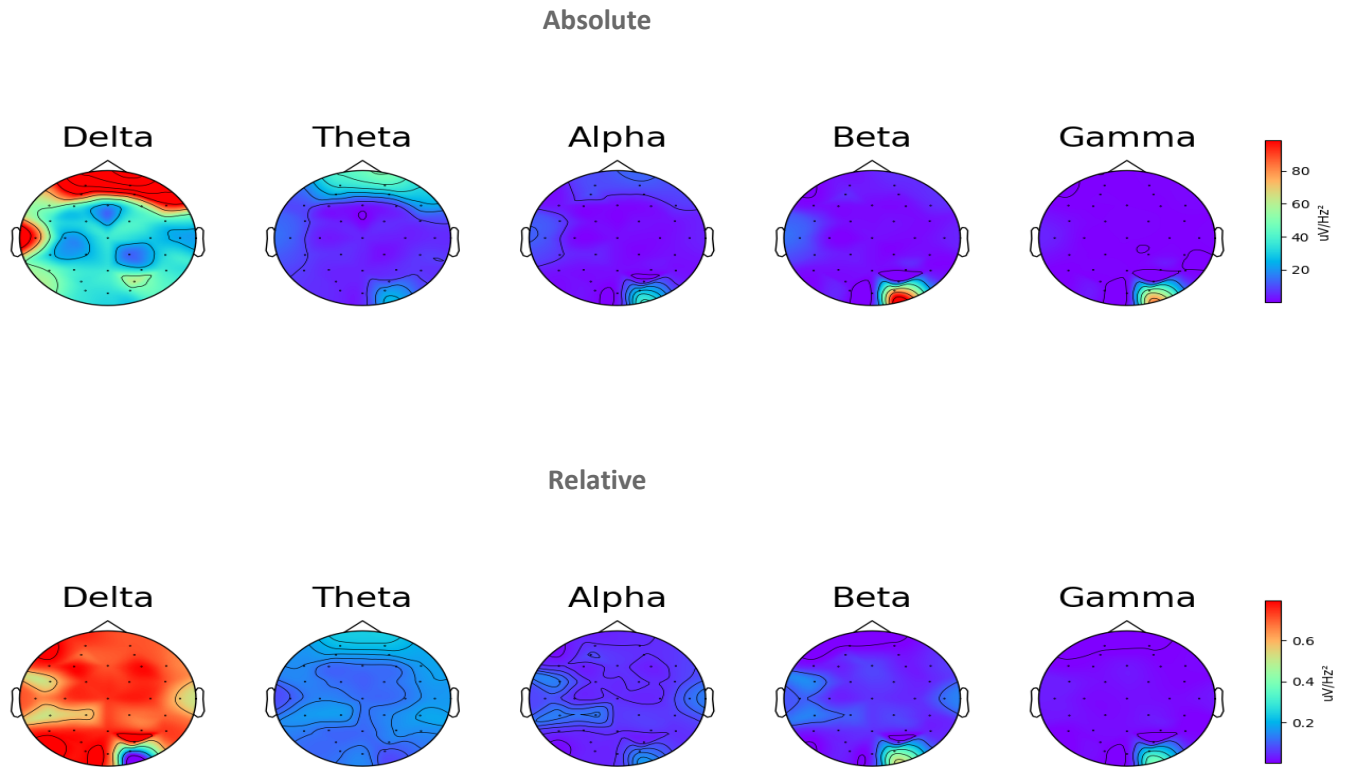 Absolute
Delta Theta Alpha Beta Gamma
80
60
40
20
uV/Hz²
Relative
Delta Theta Alpha Beta Gamma
0.6
0.4
0.2
uV/Hz²